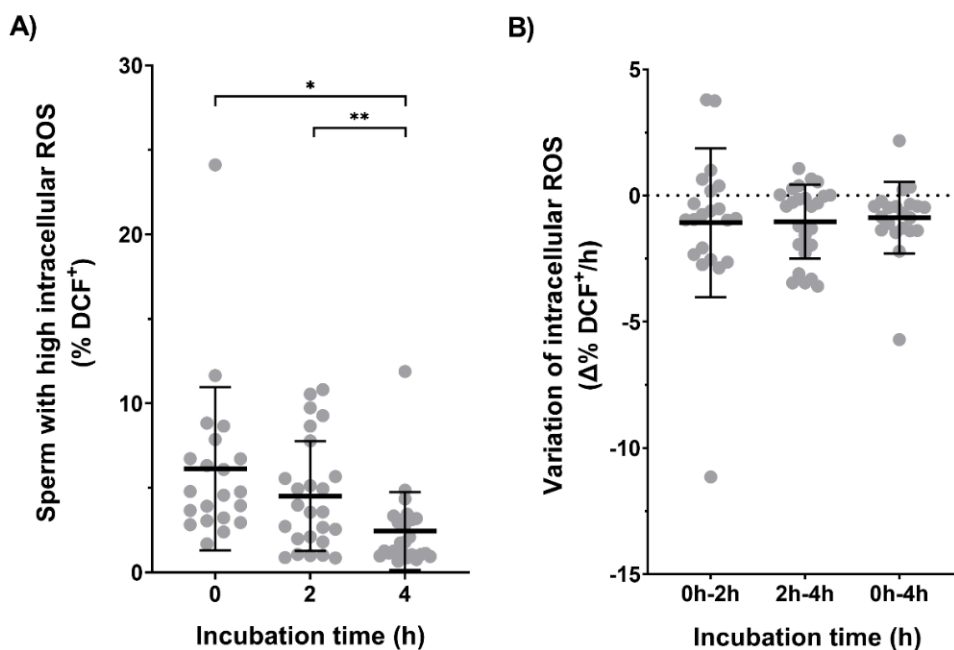 A)
Sperm with high intracellular ROS
(% DCF⁺)
30
20
10
0
*
**
0 2 4
Incubation time (h)
B)
Variation of intracellular ROS
(Δ% DCF⁺/h)
5
0
-5
-10
-15
0h-2h 2h-4h 0h-4h
Incubation time (h)